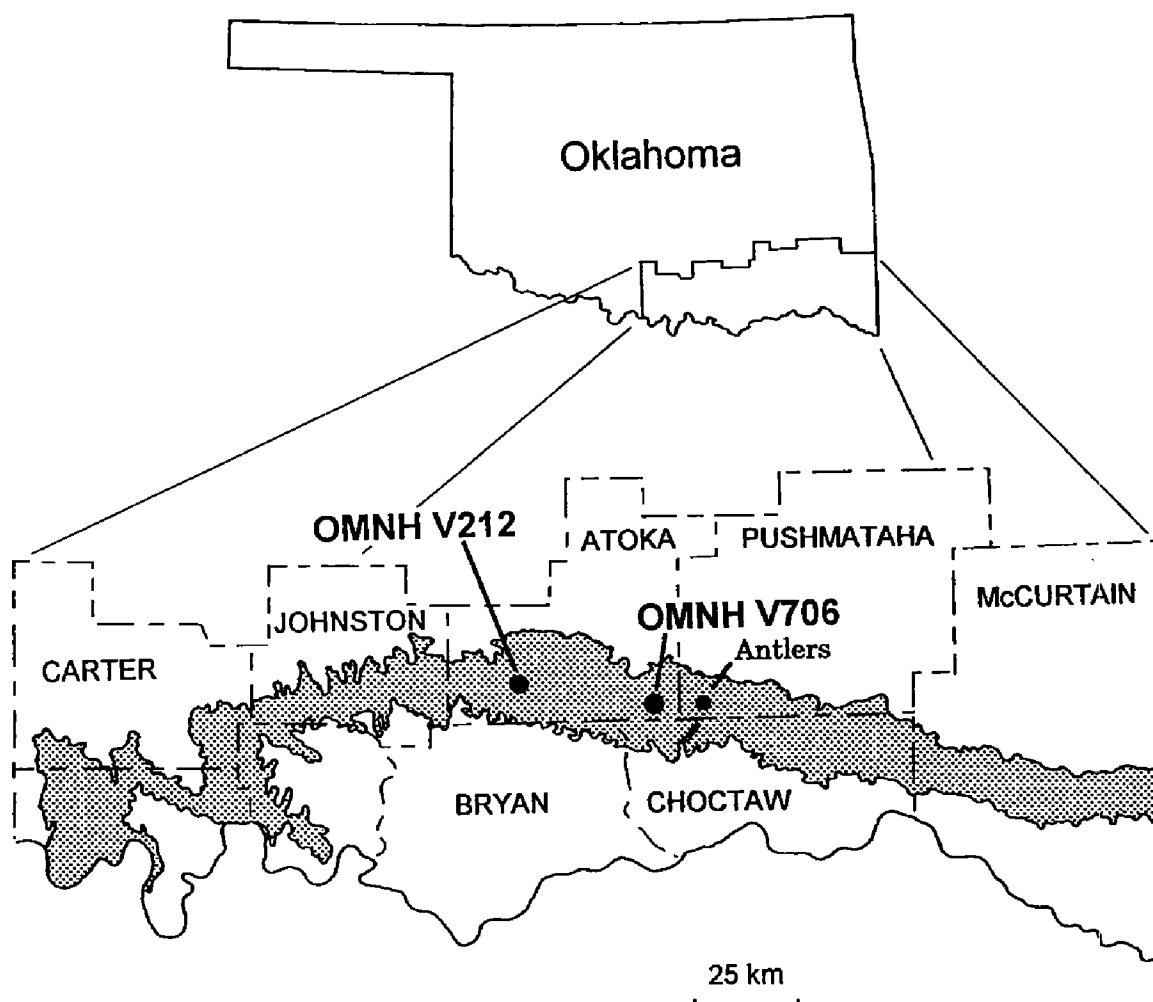 Oklahoma
OMNH V212
ATOKA
PUSHMATAHA
JOHNSTON
OMNH V706
McCURTAIN
Antlers
CARTER
BRYAN
CHOCTAW
25 km